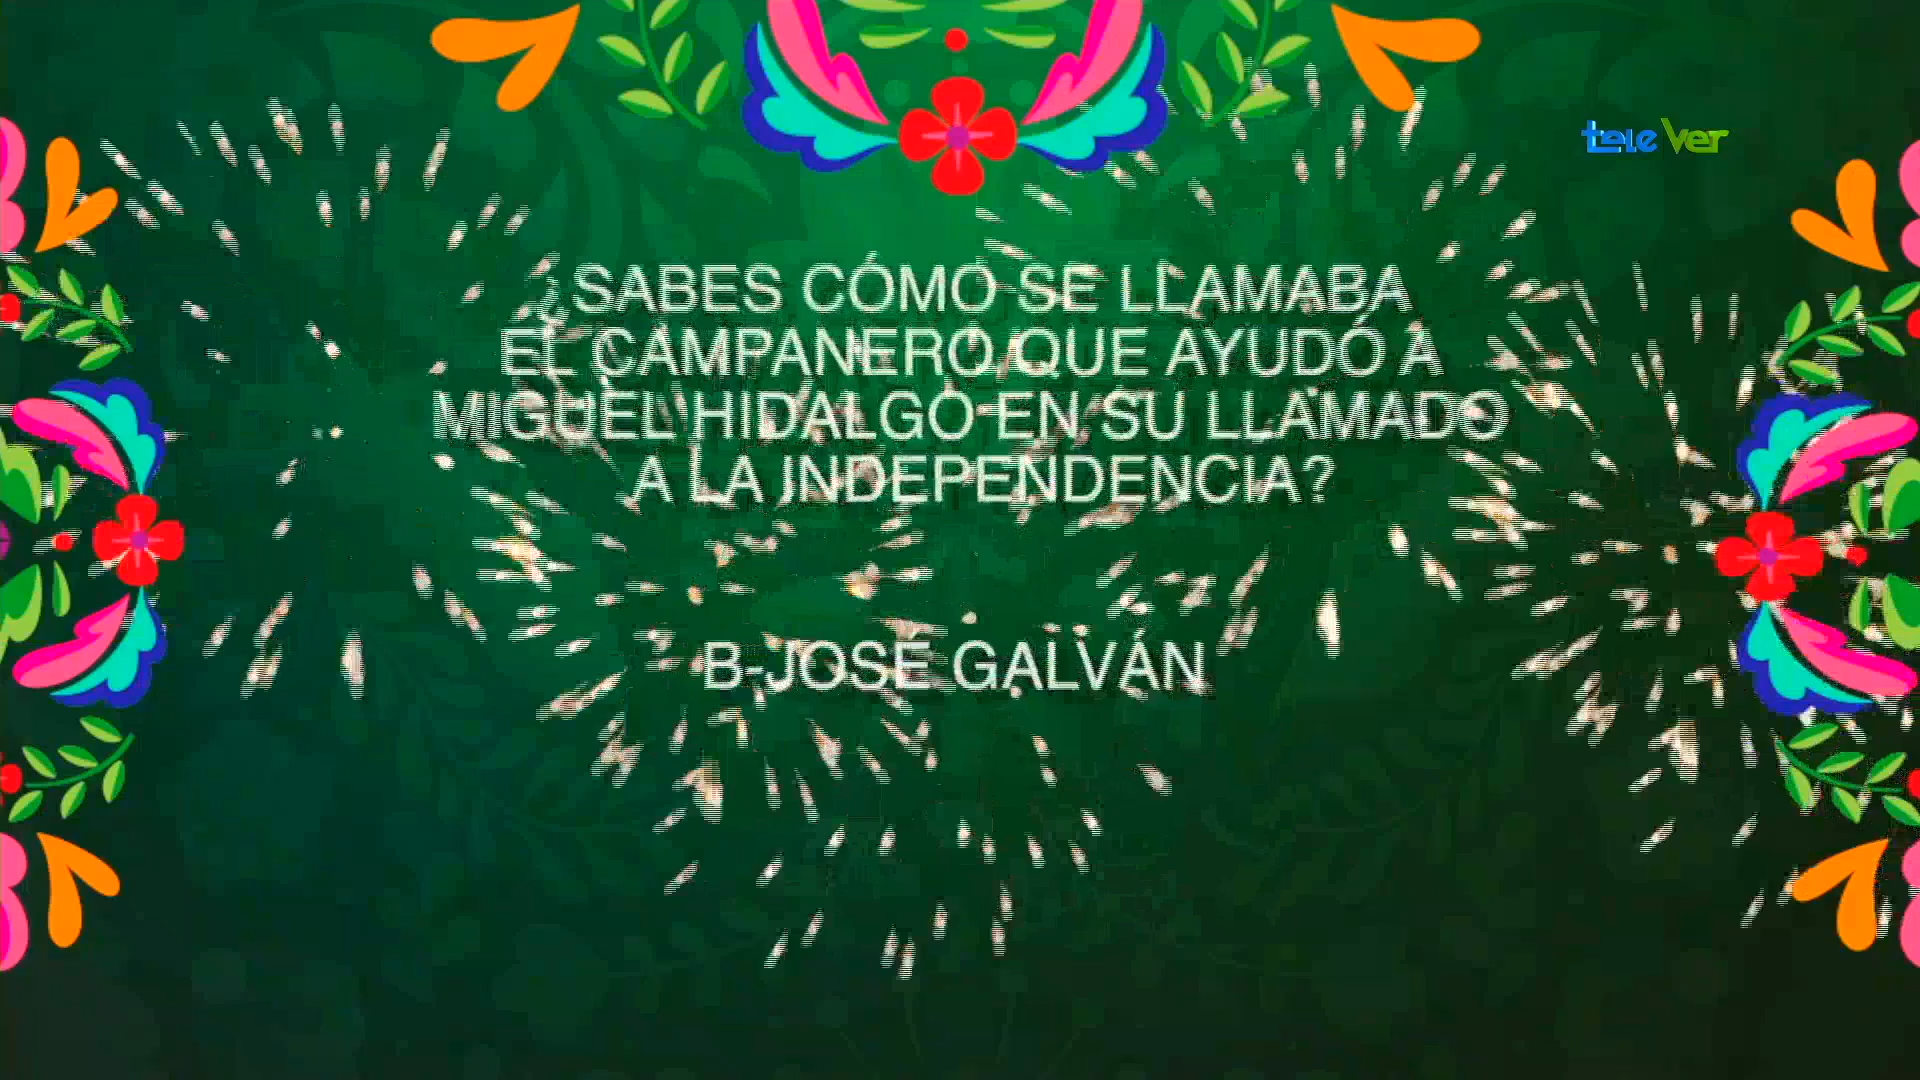 tele Ver
¿SABES CÓMO SE LLAMABA
EL CAMPANERO QUE AYUDÓ A
MIGUEL HIDALGO EN SU LLAMADO
A LA INDEPENDENCIA?
B-JOSÉ GALVÁN